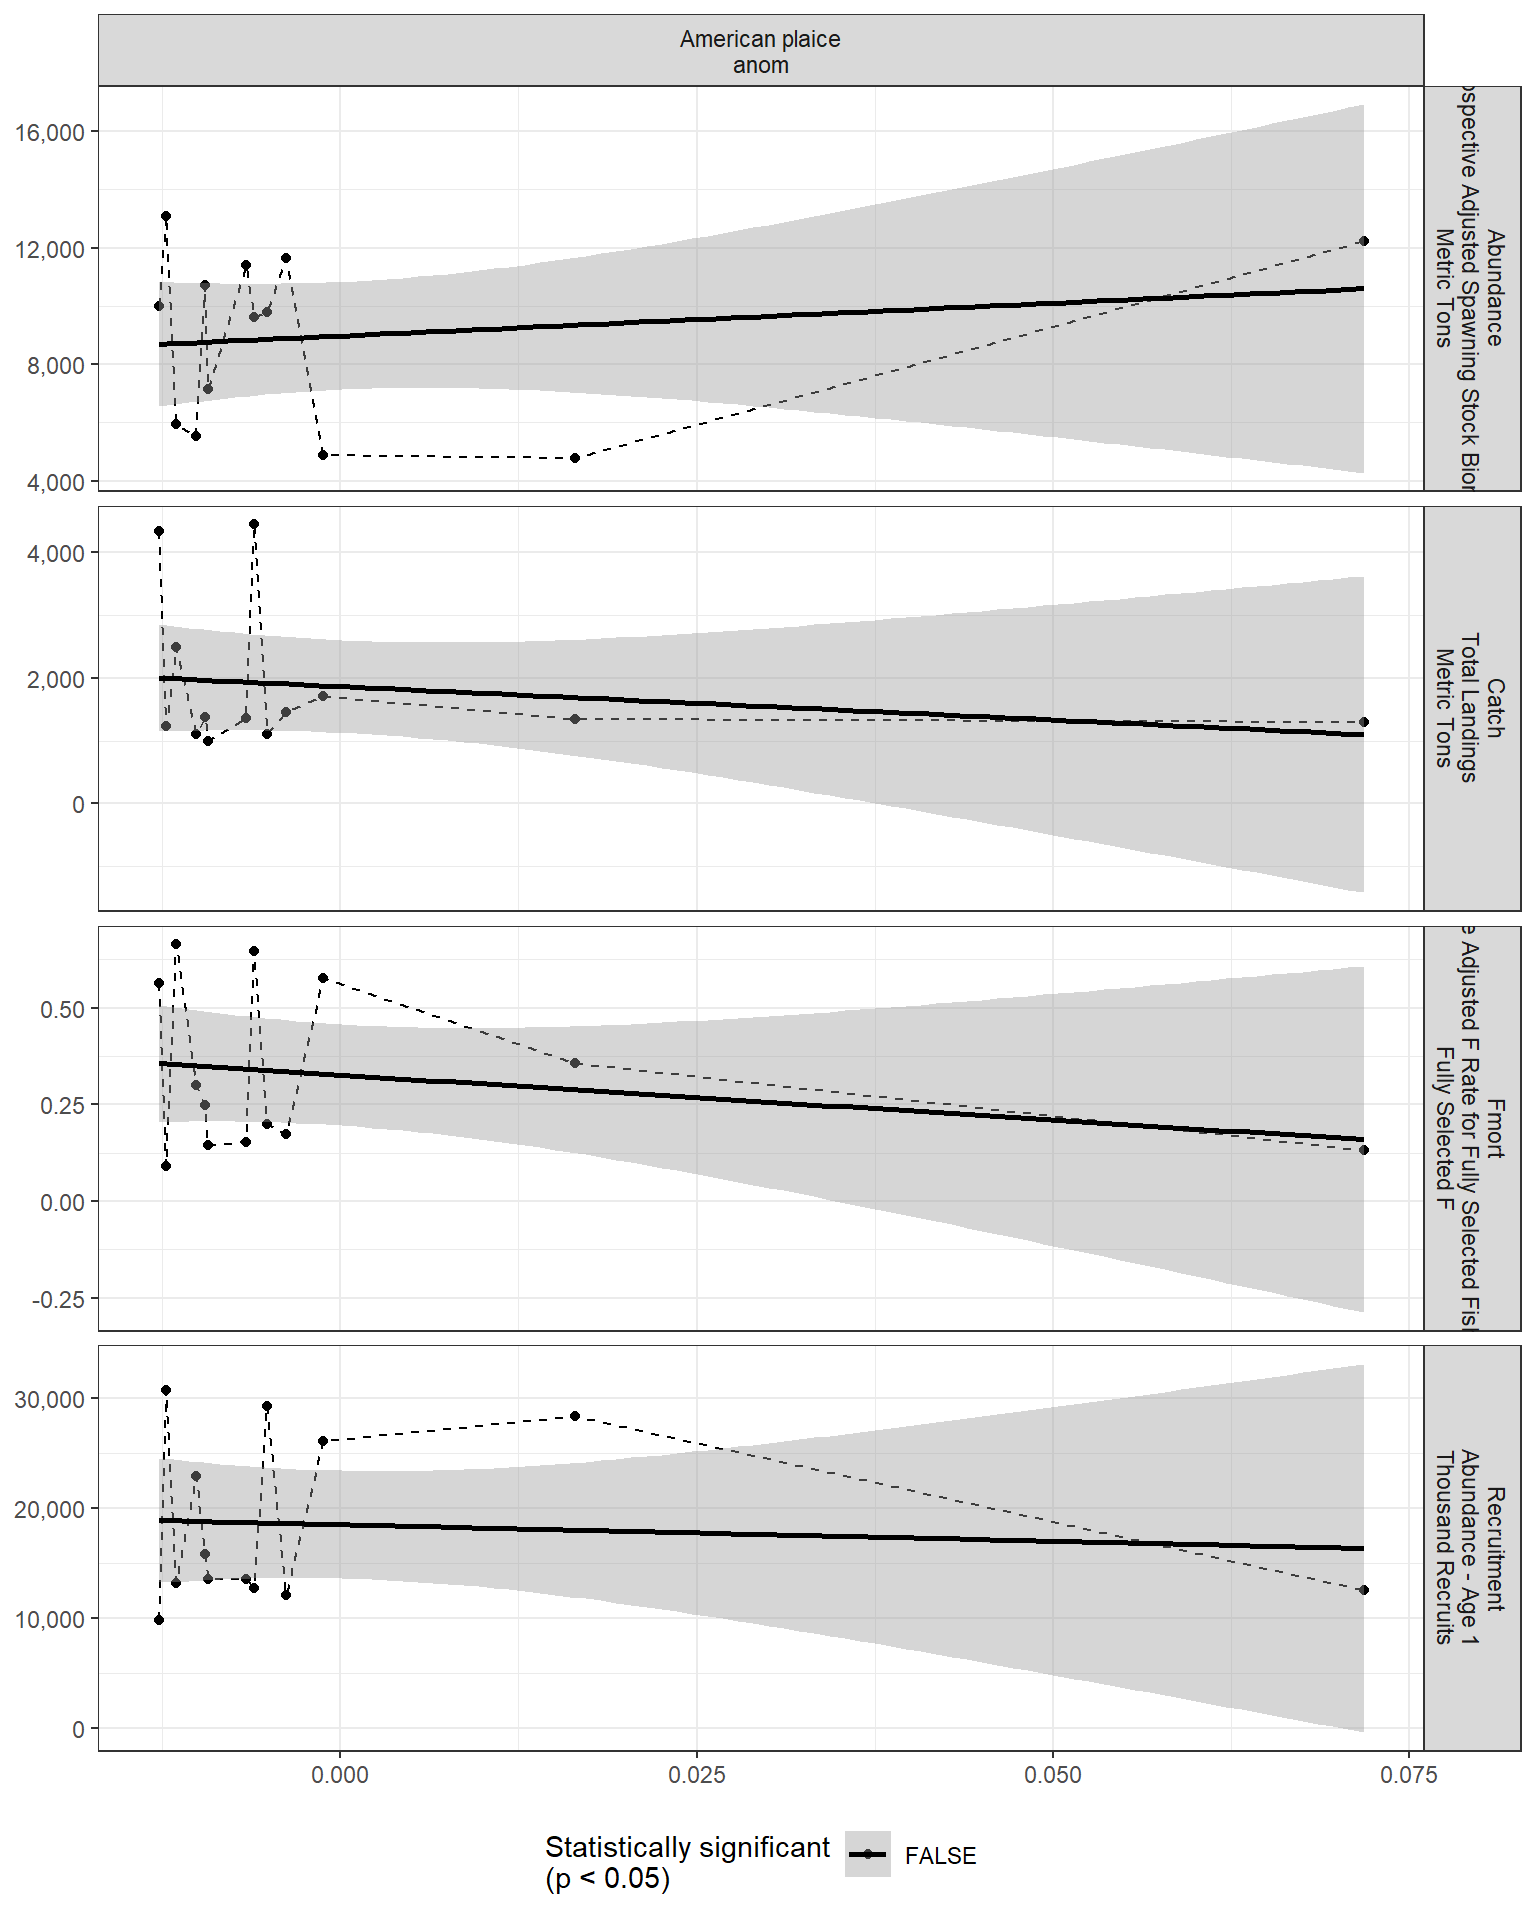 American plaice
anom
16,000
12,000
8,000
4,000
Abundance
Adjusted Spawning Stock
Metric Tons
4,000
2,000
0
Catch
Total Landings
Metric Tons
0.50
0.25
0.00
-0.25
Fmort
Adjusted F Rate for Fully Selected
Fully Selected F
30,000
20,000
10,000
0
Recruitment
Abundance - Age 1
Thousand Recruits
0.000
0.025
0.050
0.075
Statistically significant
(p < 0.05)
FALSE